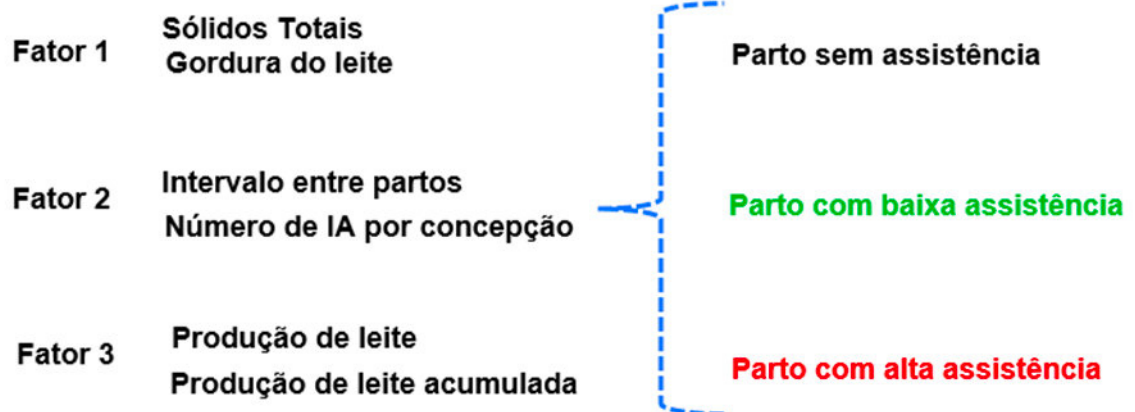 Fator 1
Sólidos Totais
Gordura do leite
Parto sem assistência
Fator 2
Intervalo entre partos
Número de IA por concepção
Parto com baixa assistência
Fator 3
Produção de leite
Produção de leite acumulada
Parto com alta assistência